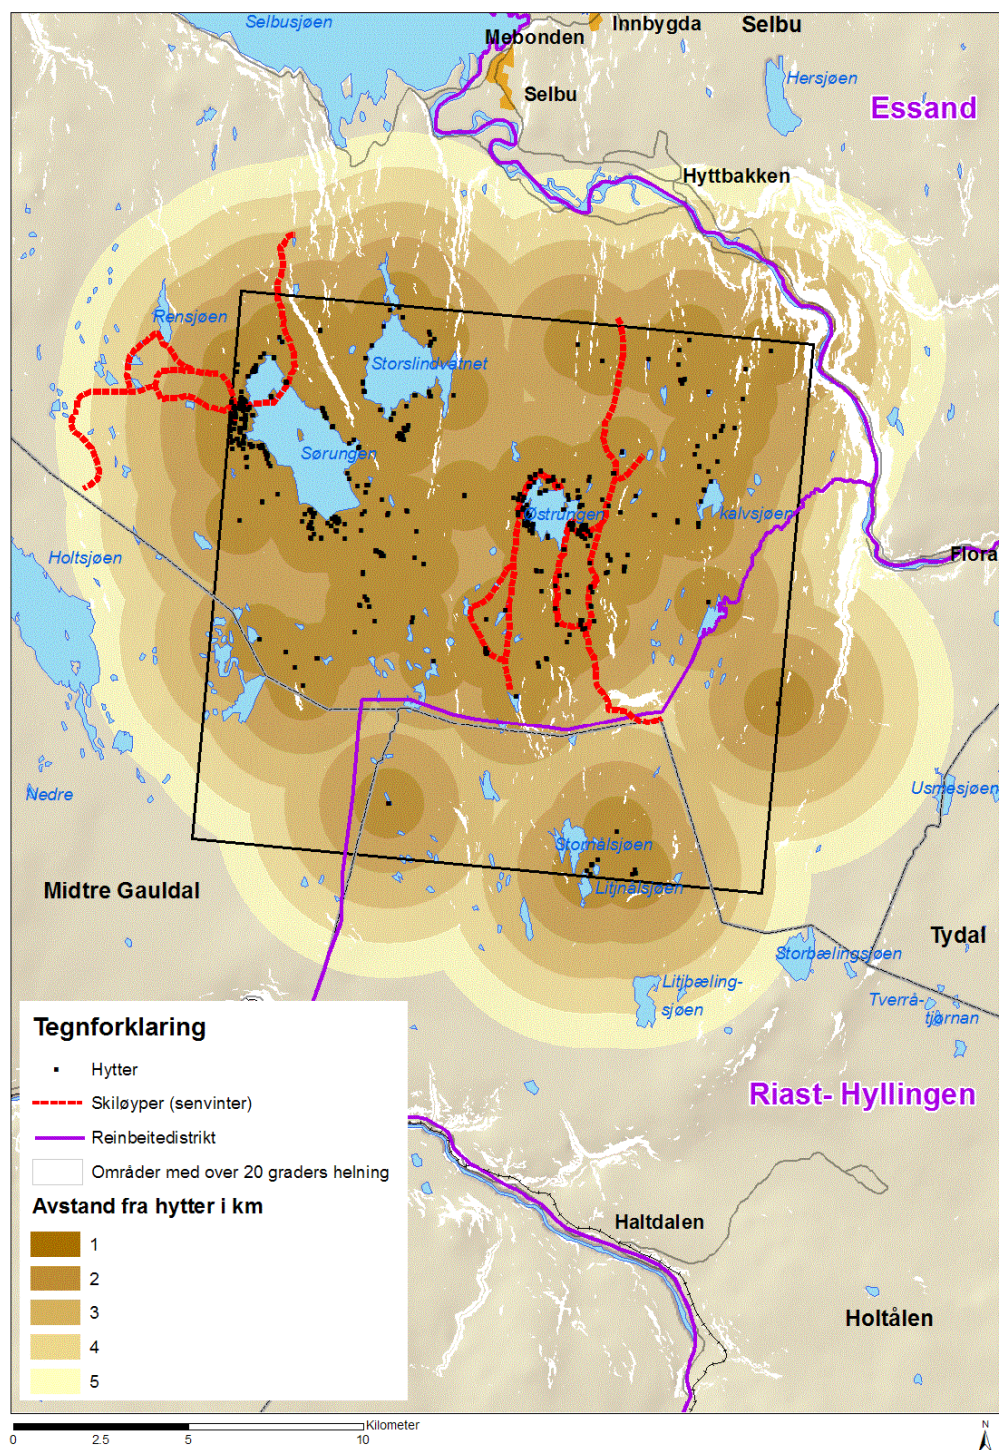 Selbusjøen
Innbygda
Selbu
Mebonden
Hersjøen
Selbu
Essand
Hyttbakken
Rensjøen
Storslindvatnet
Sørungen
Østrungen
kalvsjøen
Holtsjøen
Flora
Nedre
Usmesjøen
Stornålsjøen
Midtre Gauldal
Litjnålsjøen
Tydal
Storbælingsjøen
Litjbæling-
sjøen
Tverrå-
tjørnan
Tegnforklaring
Hytter
Skiløyper (senvinter)
Reinbeitedistrikt
Områder med over 20 graders helning
Avstand fra hytter i km
1
2
3
4
5
Riast- Hyllingen
Haltdalen
Holtålen
Kilometer
0 2.5 5 10
N